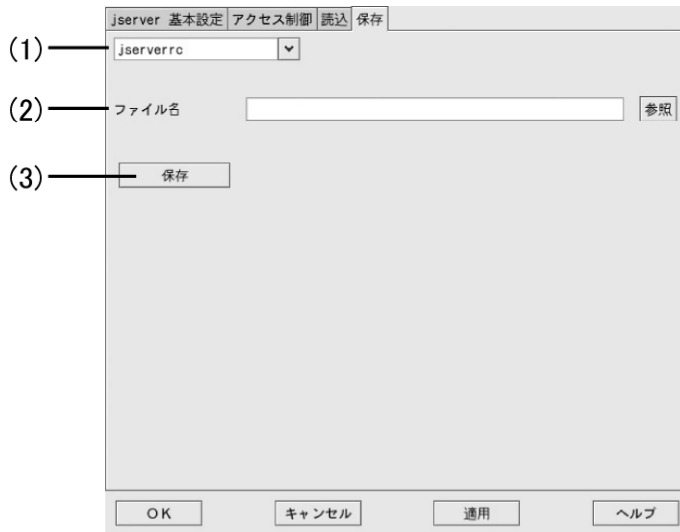 jserver 基本設定 アクセス制御 読込 保存
(1) jserverrc
(2) ファイル名 参照
(3) 保存
OK キャンセル 適用 ヘルプ